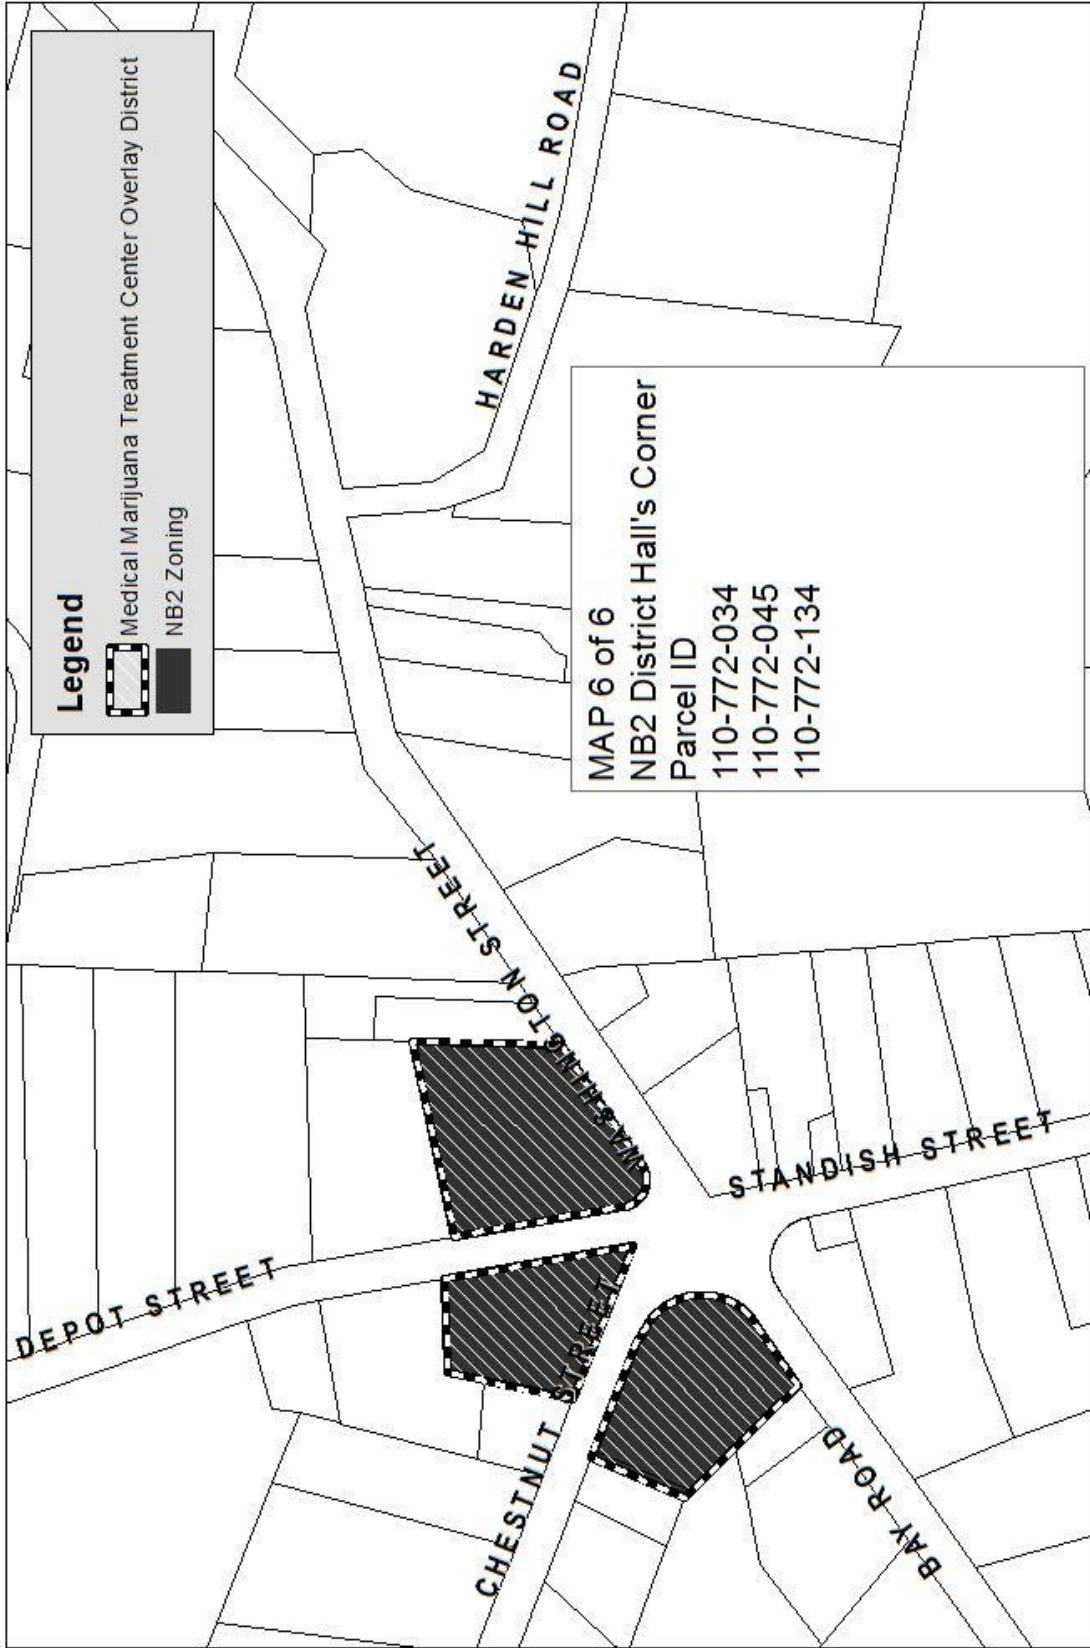 Legend
Medical Marijuana Treatment Center Overlay District
NB2 Zoning
HARDEN HILL ROAD
WASHINGTON STREET
DEPOT STREET
CHESTNUT STREET
STANDISH STREET
BAY ROAD
MAP 6 of 6
NB2 District Hall's Corner
Parcel ID
110-772-034
110-772-045
110-772-134